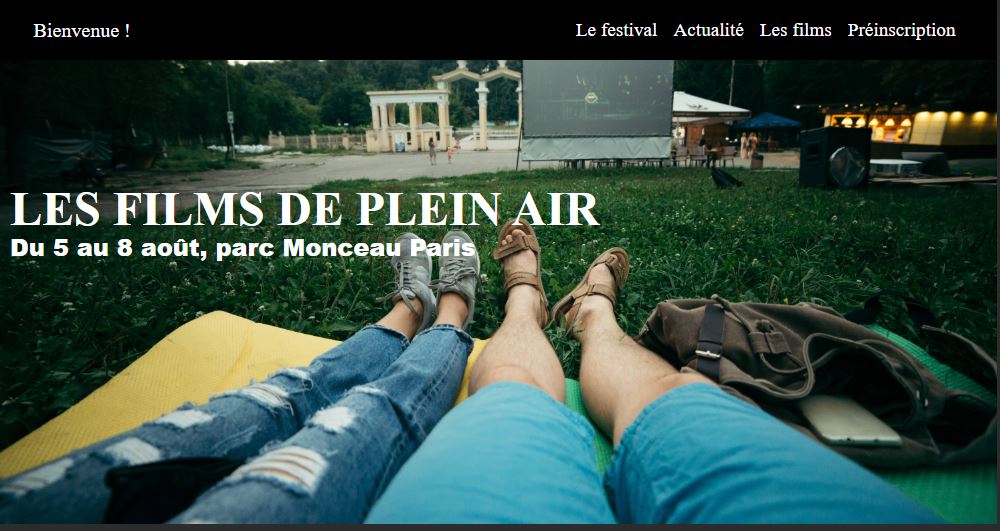 Bienvenue !
Le festival Actualité Les films Préinscription
LES FILMS DE PLEIN AIR
Du 5 au 8 août, parc Monceau Paris